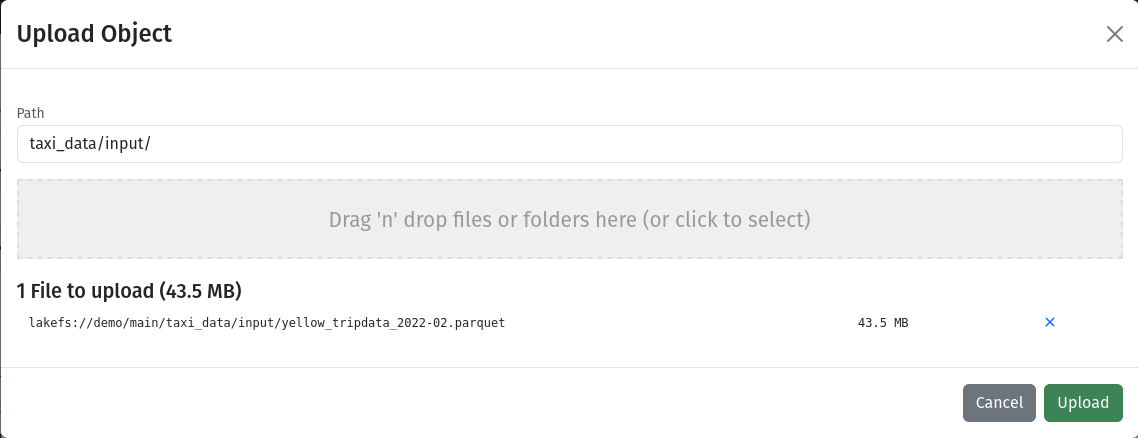 Upload Object
Path
taxi_data/input/
Drag 'n' drop files or folders here (or click to select)
1 File to upload (43.5 MB)
lakefs://demo/main/taxi_data/input/yellow_tripdata_2022-02.parquet 43.5 MB ×
Cancel Upload